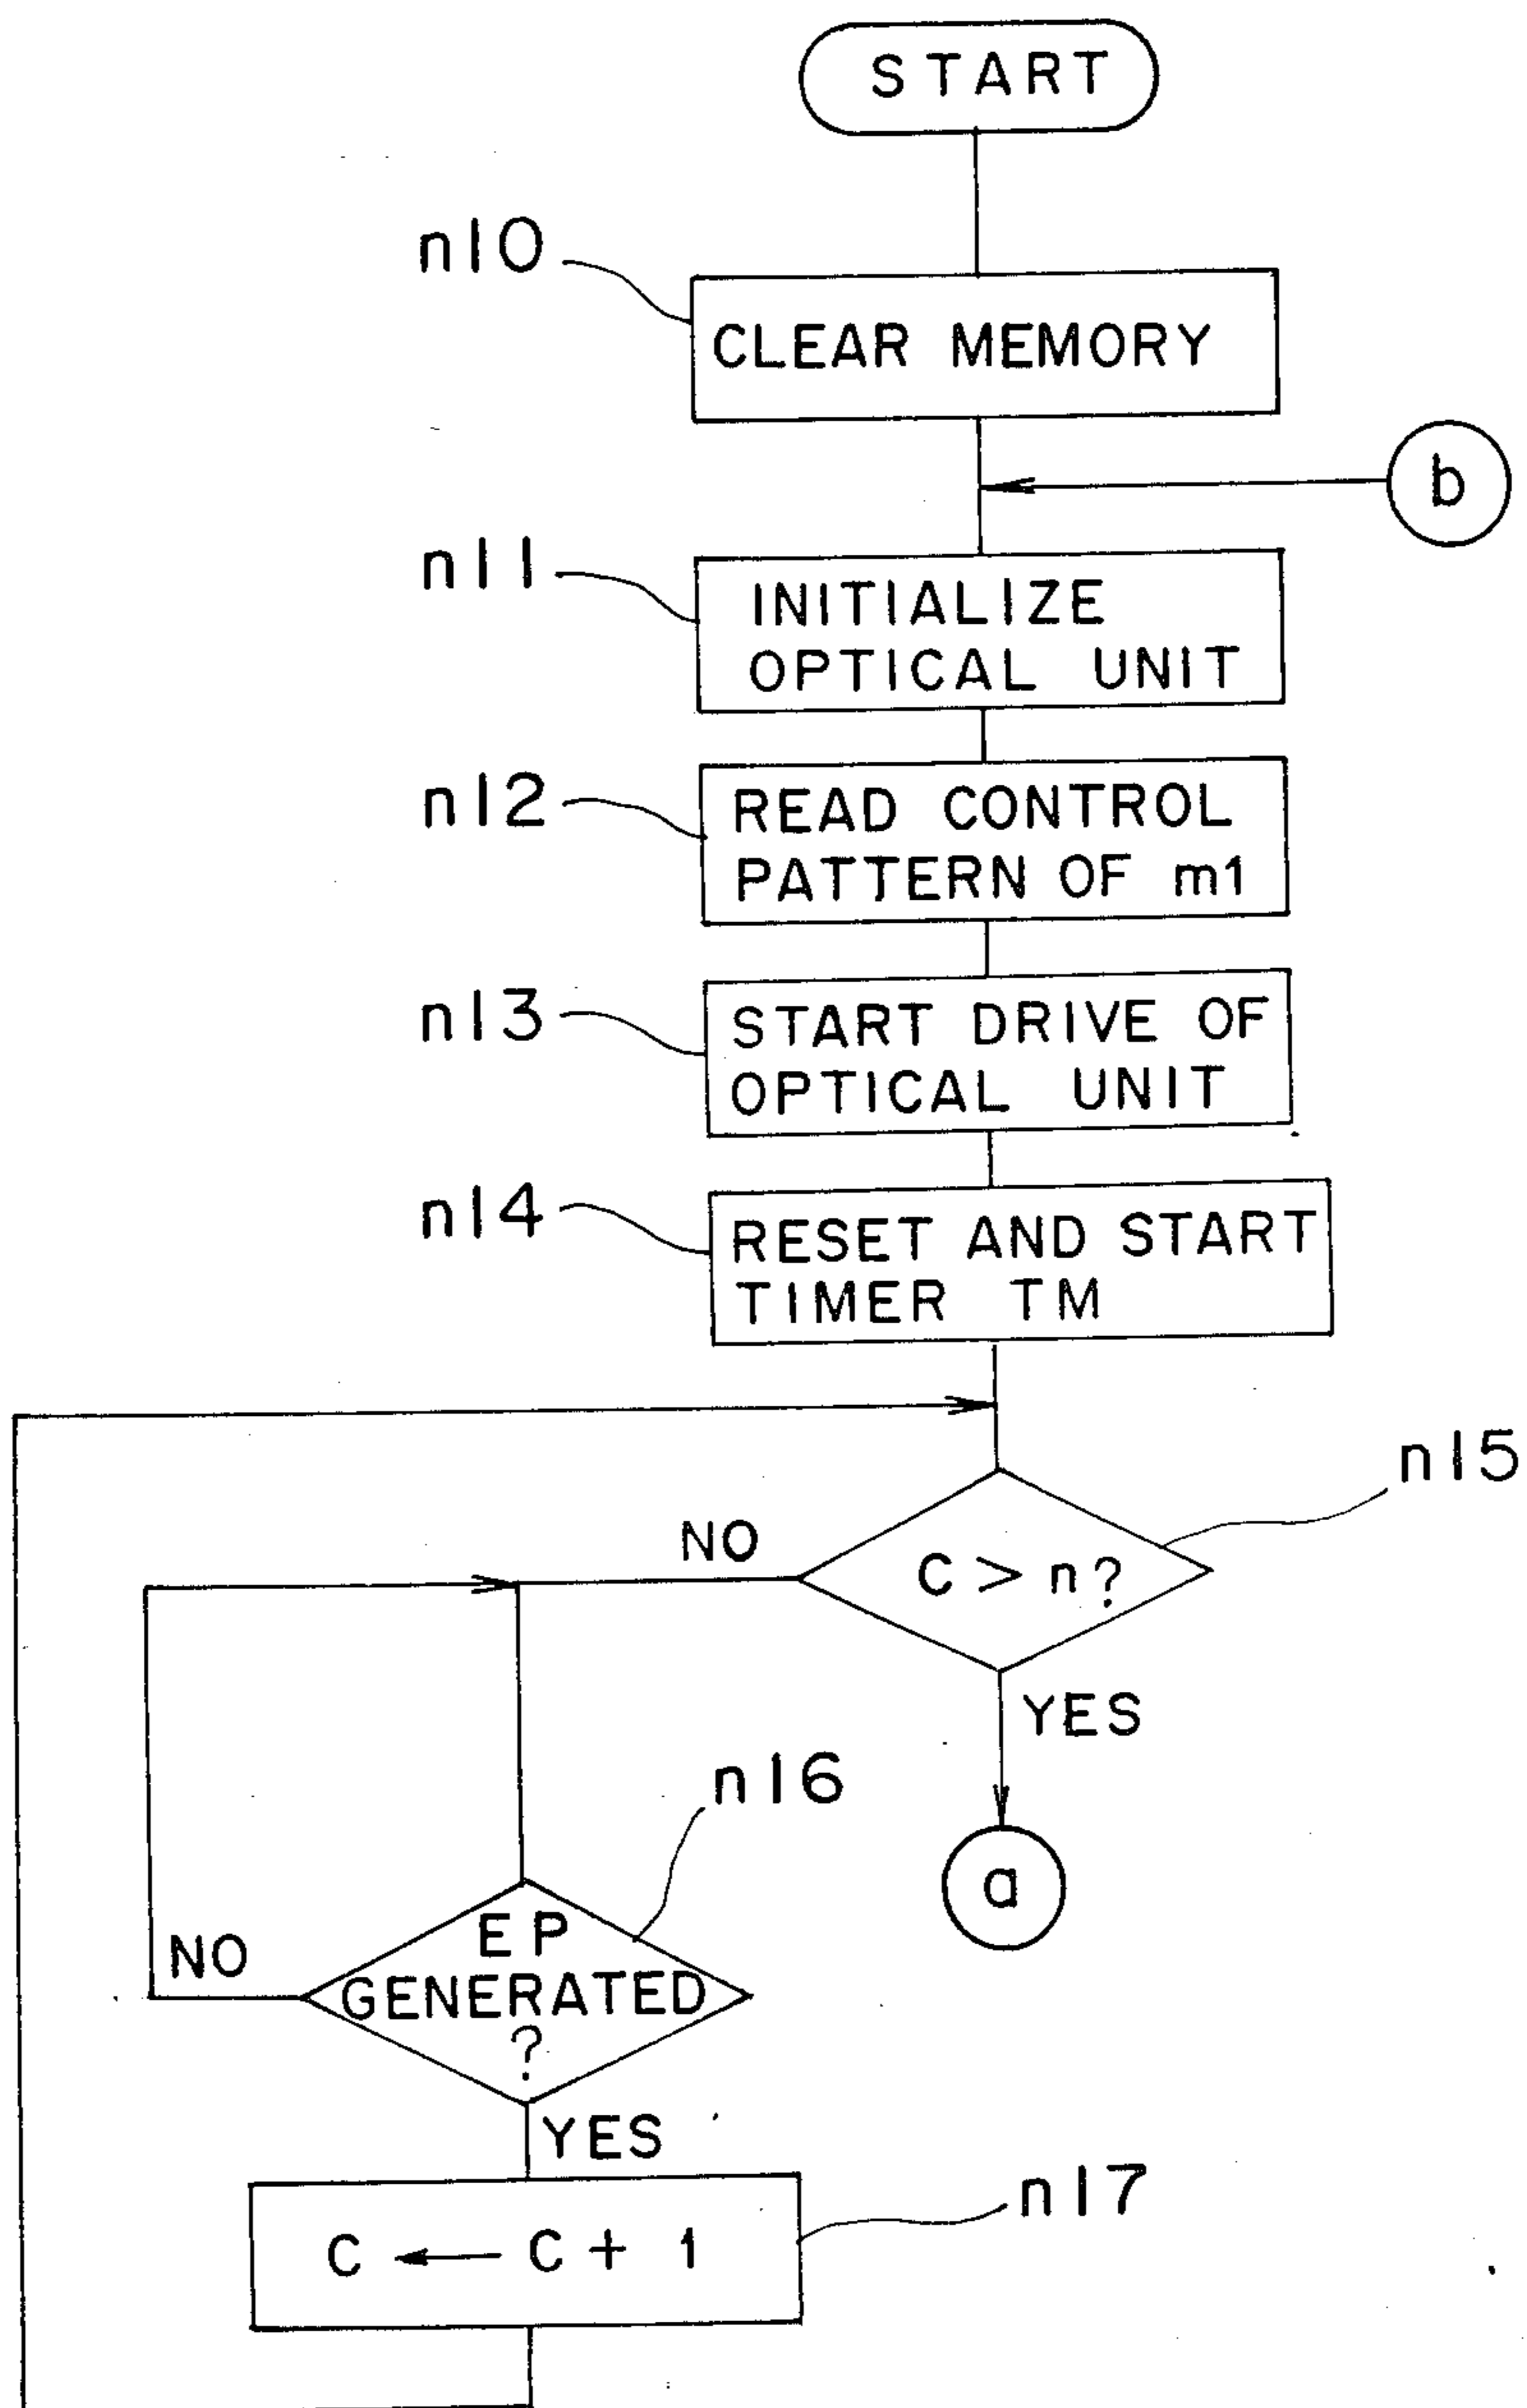 START
n10
CLEAR MEMORY
b
n11
INITIALIZE
OPTICAL UNIT
n12
READ CONTROL
PATTERN OF m1
n13
START DRIVE OF
OPTICAL UNIT
n14
RESET AND START
TIMER TM
n15
NO
C > n?
YES
n16
a
EP
GENERATED
?
NO
YES
n17
C ← C + 1